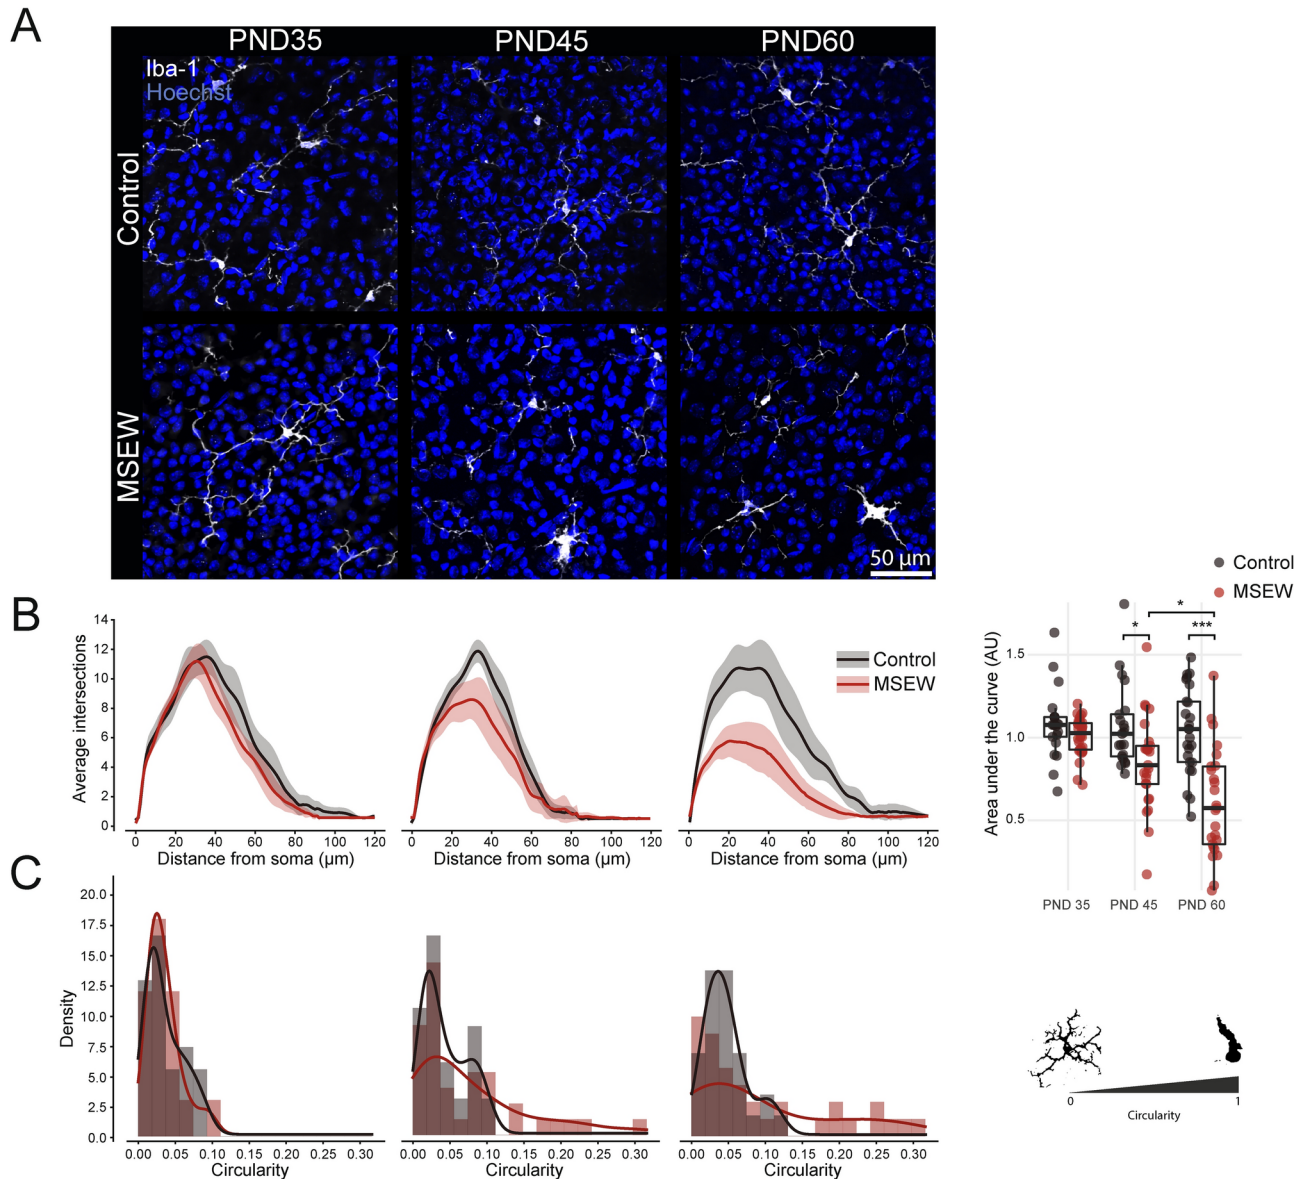 A
PND35 PND45 PND60
Iba-1
Hoechst
Control
MSEW
50 µm
B
Average intersections
14
12
10
8
6
4
2
0
Control
MSEW
0 20 40 60 80 100 120
0 20 40 60 80 100 120
0 20 40 60 80 100 120
Distance from soma (µm) Distance from soma (µm) Distance from soma (µm)
Control
MSEW
Area under the curve (AU)
1.5
1.0
0.5
* * ***
PND 35 PND 45 PND 60
C
Density
20.0
17.5
15.0
12.5
10.0
7.5
5.0
2.5
0.0
0.00 0.05 0.10 0.15 0.20 0.25 0.30
0.00 0.05 0.10 0.15 0.20 0.25 0.30
0.00 0.05 0.10 0.15 0.20 0.25 0.30
Circularity Circularity Circularity
0 1
Circularity